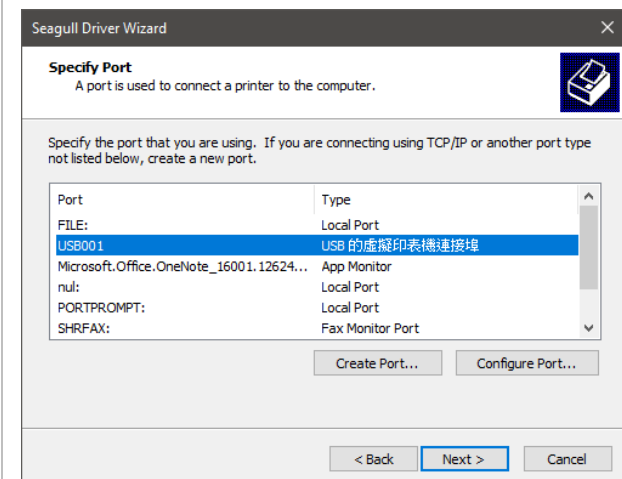 Seagull Driver Wizard
Specify Port
A port is used to connect a printer to the computer.
Specify the port that you are using. If you are connecting using TCP/IP or another port type
not listed below, create a new port.
Port Type
FILE: Local Port
USB001 USB 的虛擬印表機連接埠
Microsoft.Office.OneNote_16001.12624... App Monitor
nul: Local Port
PORTPROMPT: Local Port
SHRFAX: Fax Monitor Port
Create Port... Configure Port...
< Back Next > Cancel